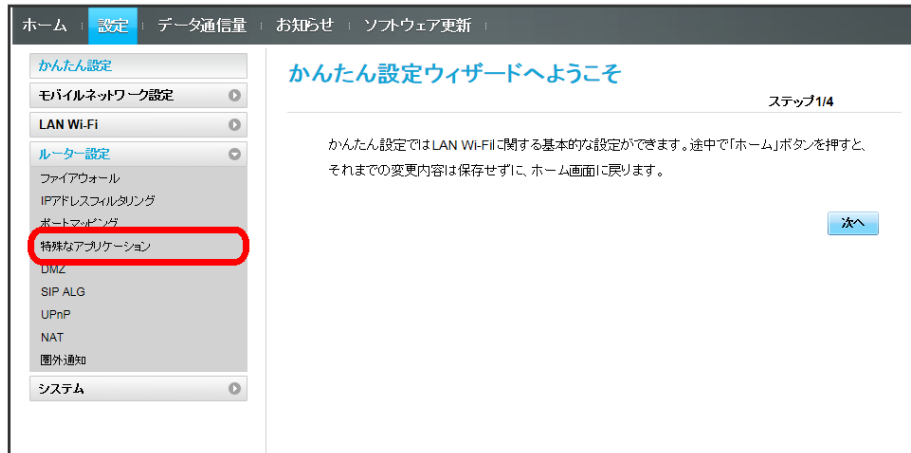 ホーム 設定 データ通信量 お知らせ ソフトウェア更新
かんたん設定
モバイルネットワーク設定
LAN Wi-Fi
ルーター設定
ファイアウォール
IPアドレスフィルタリング
ポートマッピング
特殊なアプリケーション
DMZ
SIP ALG
UPnP
NAT
圏外通知
システム
かんたん設定ウィザードへようこそ
ステップ1/4
かんたん設定ではLAN Wi-Fiに関する基本的な設定ができます。途中で「ホーム」ボタンを押すと、
それまでの変更内容は保存せずに、ホーム画面に戻ります。
次へ